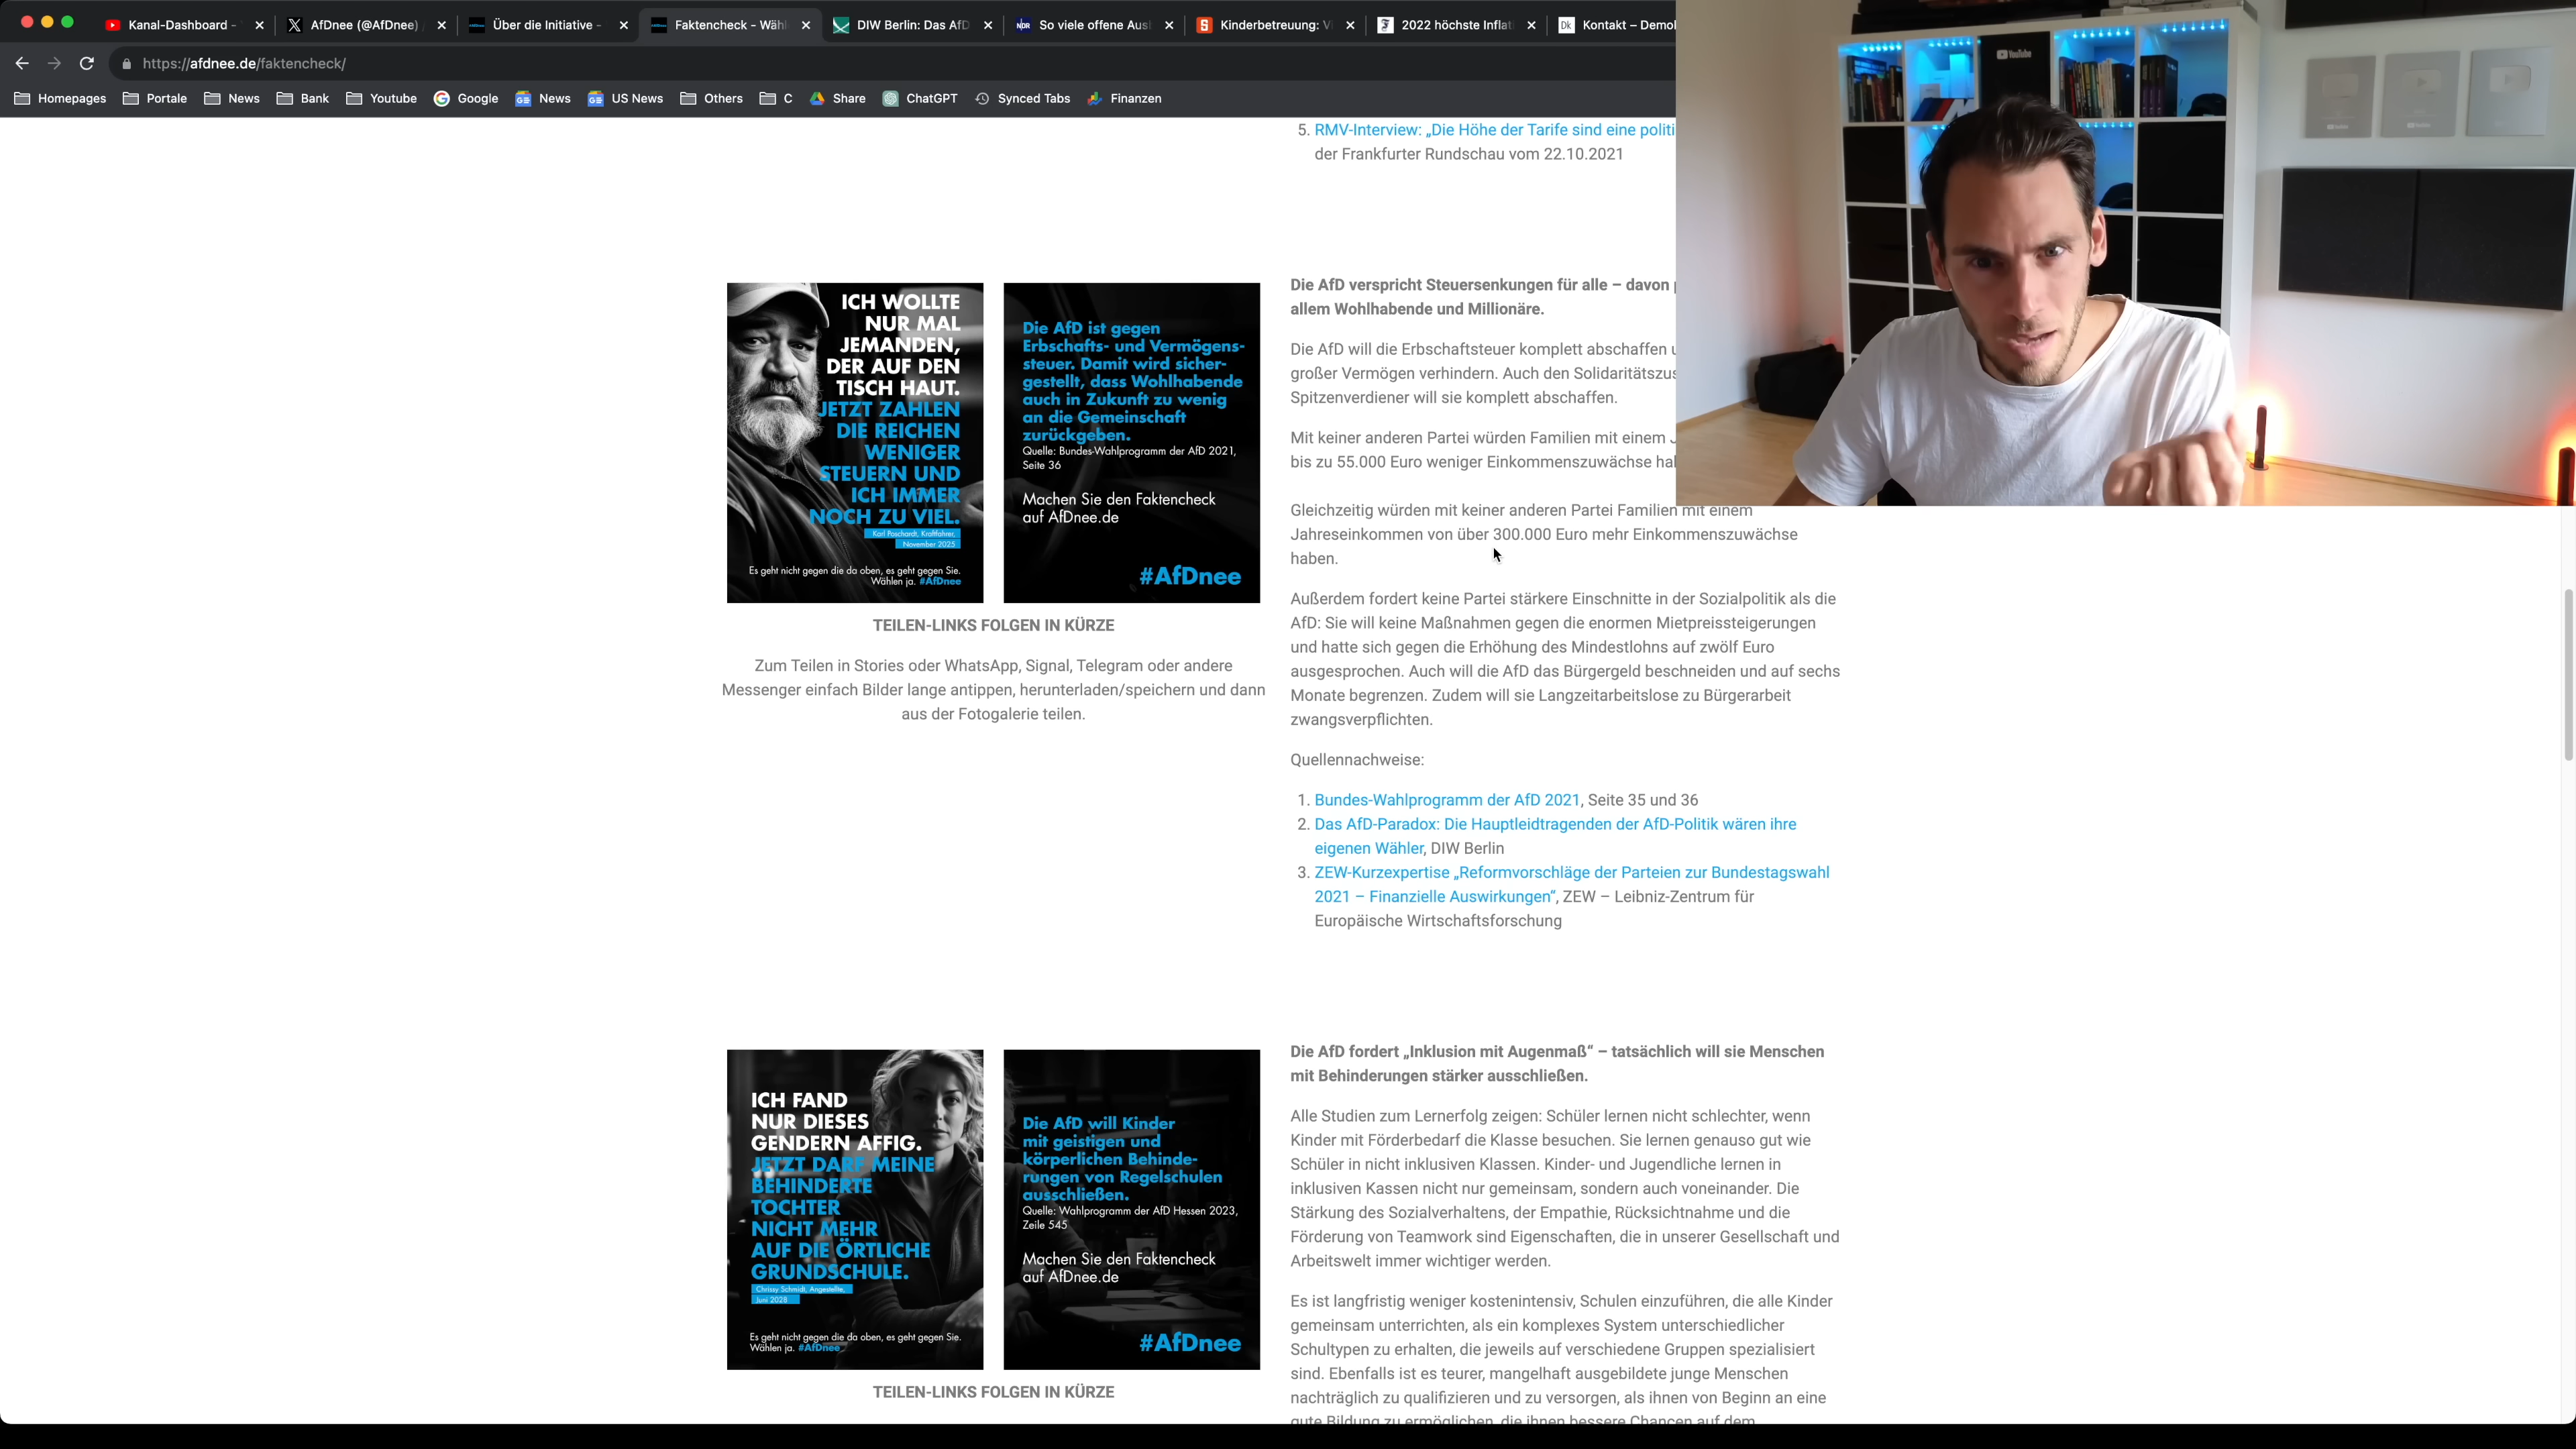 Kanal-Dashboard -
AfDnee (@AfDnee)
Über die Initiative -
Faktencheck - Wähl
DIW Berlin: Das AfD
NDR
So viele offene Aus
Kinderbetreuung: V
2022 höchste Inflat
Dk
Kontakt – Demo
https://afdnee.de/faktencheck/
Homepages
Portale
News
Bank
Youtube
Google
News
US News
Others
C
Share
ChatGPT
Synced Tabs
Finanzen
YouTube
5. RMV-Interview: „Die Höhe der Tarife sind eine politi
der Frankfurter Rundschau vom 22.10.2021
ICH WOLLTE
NUR MAL
JEMANDEN,
DER AUF DEN
TISCH HAUT.
JETZT ZAHLEN
DIE REICHEN
WENIGER
STEUERN UND
ICH IMMER
NOCH ZU VIEL.
Karl Poschardt, Kraftfahrer,
November 2025
Es geht nicht gegen die da oben, es geht gegen Sie.
Wählen ja. #AfDnee
Die AfD ist gegen
Erbschafts- und Vermögens-
steuer. Damit wird sicher-
gestellt, dass Wohlhabende
auch in Zukunft zu wenig
an die Gemeinschaft
zurückgeben.
Quelle: Bundes-Wahlprogramm der AfD 2021,
Seite 36
Machen Sie den Faktencheck
auf AfDnee.de
#AfDnee
TEILEN-LINKS FOLGEN IN KÜRZE
Zum Teilen in Stories oder WhatsApp, Signal, Telegram oder andere
Messenger einfach Bilder lange antippen, herunterladen/speichern und dann
aus der Fotogalerie teilen.
Die AfD verspricht Steuersenkungen für alle – davon
allem Wohlhabende und Millionäre.
Die AfD will die Erbschaftsteuer komplett abschaffen
großer Vermögen verhindern. Auch den Solidaritätszus
Spitzenverdiener will sie komplett abschaffen.
Mit keiner anderen Partei würden Familien mit einem
bis zu 55.000 Euro weniger Einkommenszuwächse
Gleichzeitig würden mit keiner anderen Partei Familien mit einem
Jahreseinkommen von über 300.000 Euro mehr Einkommenszuwächse
haben.
Außerdem fordert keine Partei stärkere Einschnitte in der Sozialpolitik als die
AfD: Sie will keine Maßnahmen gegen die enormen Mietpreissteigerungen
und hatte sich gegen die Erhöhung des Mindestlohns auf zwölf Euro
ausgesprochen. Auch will die AfD das Bürgergeld beschneiden und auf sechs
Monate begrenzen. Zudem will sie Langzeitarbeitslose zu Bürgerarbeit
zwangsverpflichten.
Quellennachweise:
1. Bundes-Wahlprogramm der AfD 2021, Seite 35 und 36
2. Das AfD-Paradox: Die Hauptleidtragenden der AfD-Politik wären ihre
eigenen Wähler, DIW Berlin
3. ZEW-Kurzexpertise „Reformvorschläge der Parteien zur Bundestagswahl
2021 – Finanzielle Auswirkungen“, ZEW – Leibniz-Zentrum für
Europäische Wirtschaftsforschung
ICH FAND
NUR DIESES
GENDERN AFFIG.
JETZT DARF MEINE
BEHINDERTE
TOCHTER
NICHT MEHR
AUF DIE ÖRTLICHE
GRUNDSCHULE.
Chrissy Schmidt, Angestellte,
Juni 2028
Es geht nicht gegen die da oben, es geht gegen Sie.
Wählen ja. #AfDnee
Die AfD will Kinder
mit geistigen und
körperlichen Behinde-
rungen von Regelschulen
ausschließen.
Quelle: Wahlprogramm der AfD Hessen 2023,
Zeile 545
Machen Sie den Faktencheck
auf AfDnee.de
#AfDnee
TEILEN-LINKS FOLGEN IN KÜRZE
Die AfD fordert „Inklusion mit Augenmaß“ – tatsächlich will sie Menschen
mit Behinderungen stärker ausschließen.
Alle Studien zum Lernerfolg zeigen: Schüler lernen nicht schlechter, wenn
Kinder mit Förderbedarf die Klasse besuchen. Sie lernen genauso gut wie
Schüler in nicht inklusiven Klassen. Kinder- und Jugendliche lernen in
inklusiven Kassen nicht nur gemeinsam, sondern auch voneinander. Die
Stärkung des Sozialverhaltens, der Empathie, Rücksichtnahme und die
Förderung von Teamwork sind Eigenschaften, die in unserer Gesellschaft und
Arbeitswelt immer wichtiger werden.
Es ist langfristig weniger kostenintensiv, Schulen einzuführen, die alle Kinder
gemeinsam unterrichten, als ein komplexes System unterschiedlicher
Schultypen zu erhalten, die jeweils auf verschiedene Gruppen spezialisiert
sind. Ebenfalls ist es teurer, mangelhaft ausgebildete junge Menschen
nachträglich zu qualifizieren und zu versorgen, als ihnen von Beginn an eine
gute Bildung zu ermöglichen, die ihnen bessere Chancen auf dem